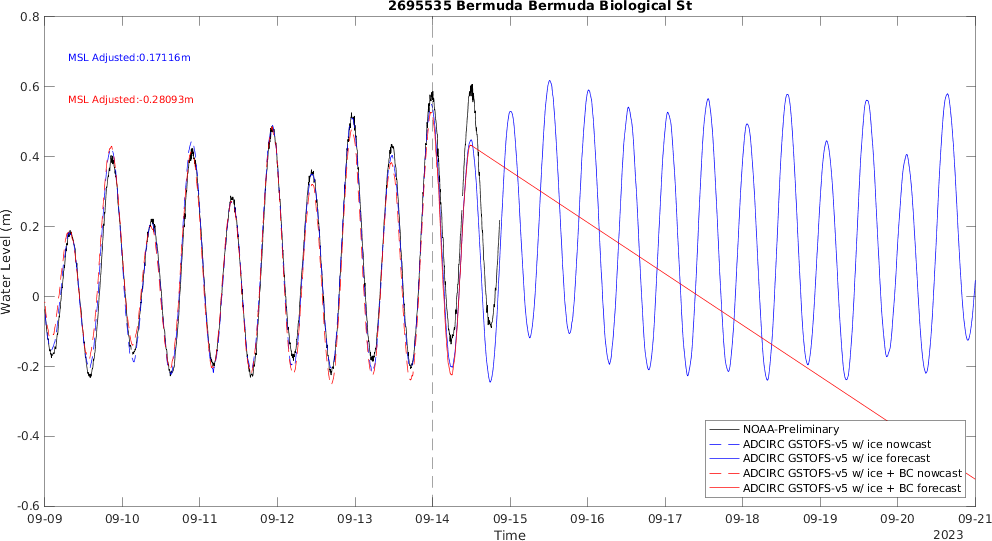 2695535 Bermuda Bermuda Biological St
MSL Adjusted:0.17116m
MSL Adjusted:-0.28093m
Water Level (m)
0.8
0.6
0.4
0.2
0
-0.2
-0.4
-0.6
NOAA-Preliminary
ADCIRC GSTOFS-v5 w/ ice nowcast
ADCIRC GSTOFS-v5 w/ ice forecast
ADCIRC GSTOFS-v5 w/ ice + BC nowcast
ADCIRC GSTOFS-v5 w/ ice + BC forecast
09-09 09-10 09-11 09-12 09-13 09-14 09-15 09-16 09-17 09-18 09-19 09-20 09-21
Time
2023